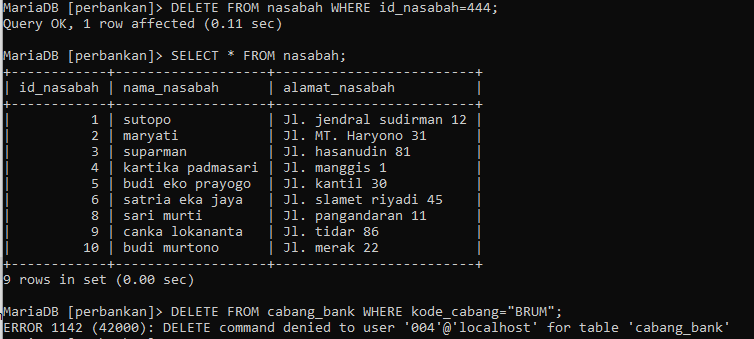 MariaDB [perbankan]> DELETE FROM nasabah WHERE id_nasabah=444;
Query OK, 1 row affected (0.11 sec)
MariaDB [perbankan]> SELECT * FROM nasabah;
+------------+-------------------+-------------------------+
| id_nasabah | nama_nasabah      | alamat_nasabah          |
+------------+-------------------+-------------------------+
|          1 | sutopo            | Jl. jendral sudirman 12 |
|          2 | maryati           | Jl. MT. Haryono 31      |
|          3 | suparman          | Jl. hasanudin 81        |
|          4 | kartika padmasari | Jl. manggis 1           |
|          5 | budi eko prayogo  | Jl. kantil 30           |
|          6 | satria eka jaya   | Jl. slamet riyadi 45    |
|          8 | sari murti        | Jl. pangandaran 11      |
|          9 | canka lokananta   | Jl. tidar 86            |
|         10 | budi murtono      | Jl. merak 22            |
+------------+-------------------+-------------------------+
9 rows in set (0.00 sec)
MariaDB [perbankan]> DELETE FROM cabang_bank WHERE kode_cabang="BRUM";
ERROR 1142 (42000): DELETE command denied to user '004'@'localhost' for table 'cabang_bank'